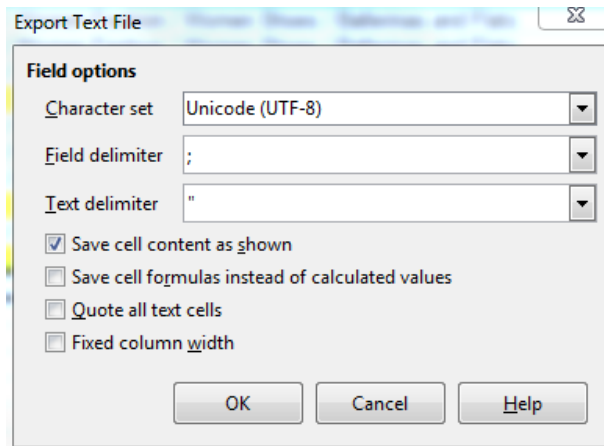 Export Text File
Field options
Character set Unicode (UTF-8)
Field delimiter ;
Text delimiter "
Save cell content as shown
Save cell formulas instead of calculated values
Quote all text cells
Fixed column width
OK Cancel Help